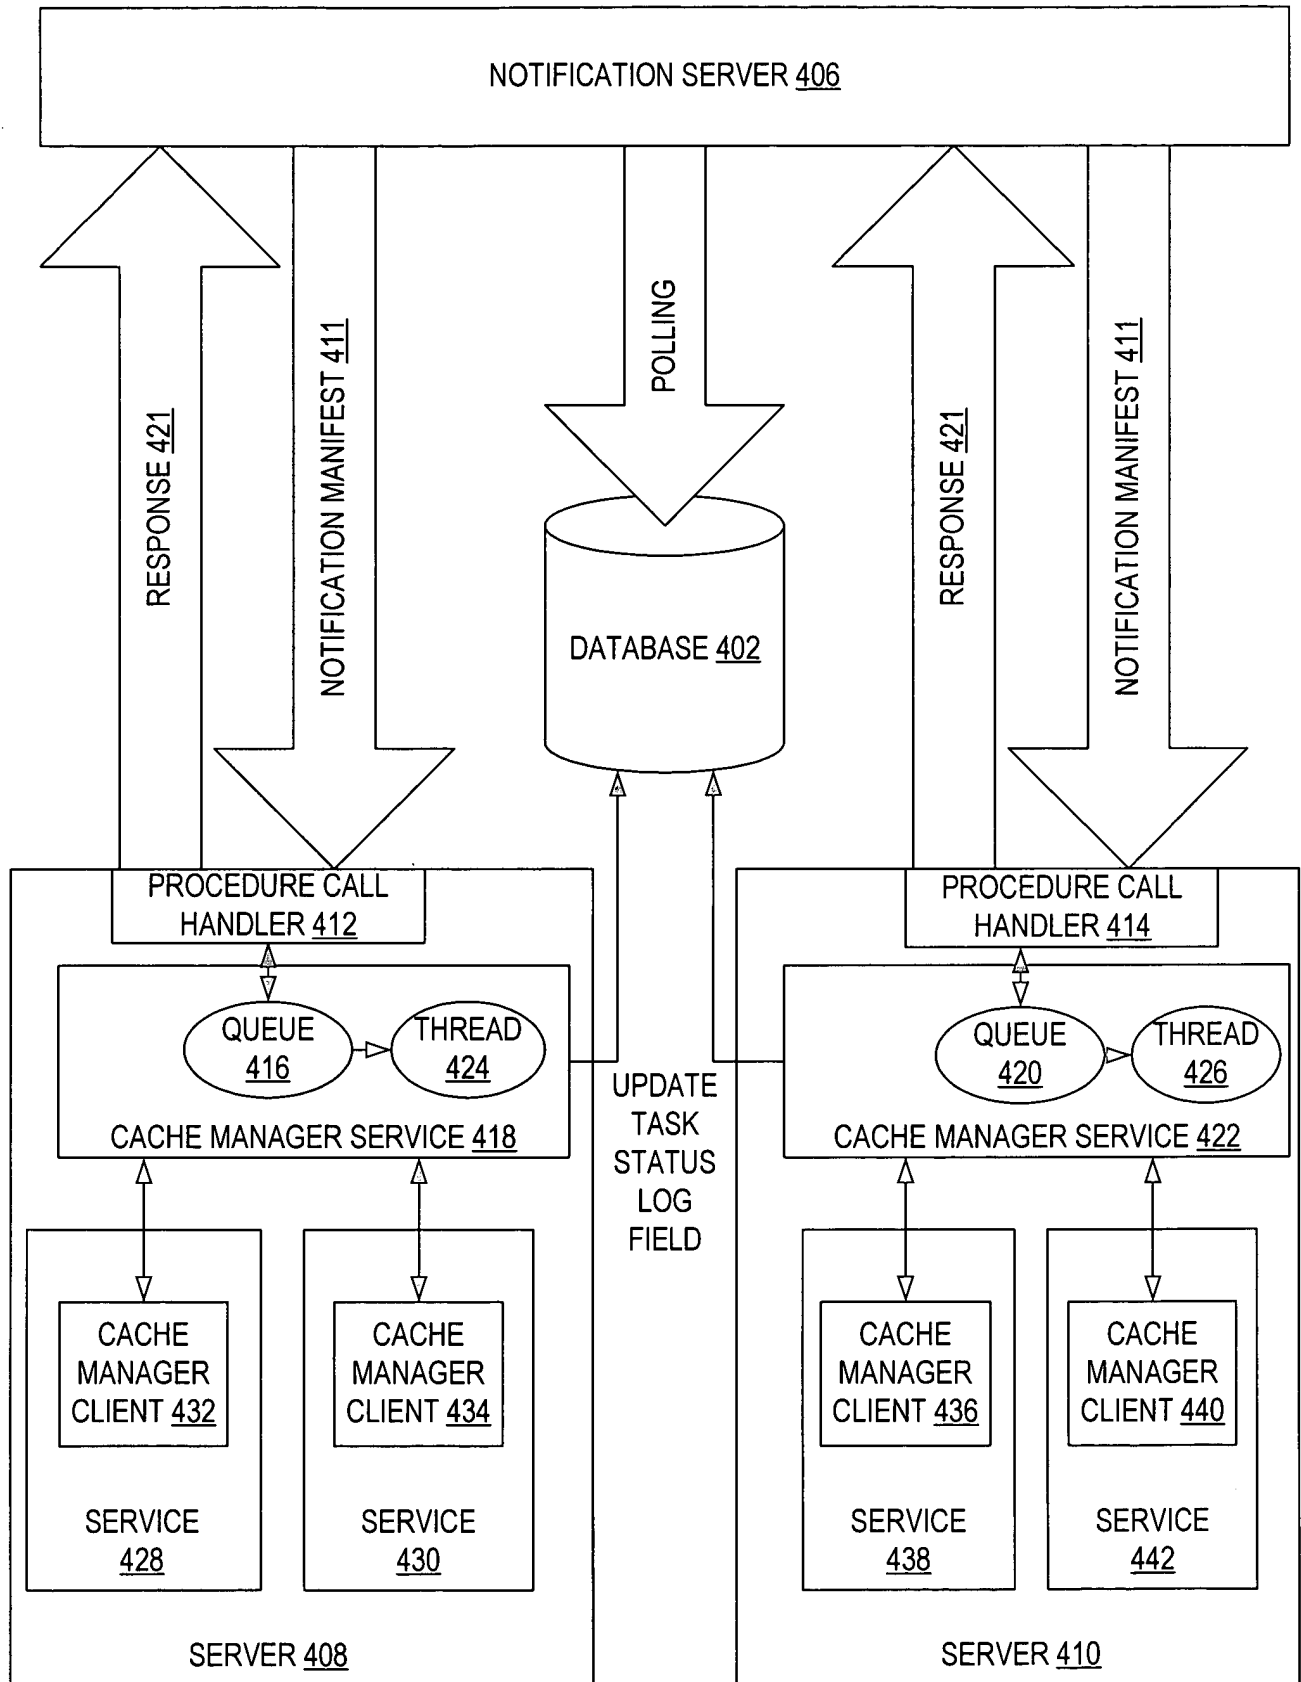 NOTIFICATION SERVER 406
RESPONSE 421
NOTIFICATION MANIFEST 411
POLLING
RESPONSE 421
NOTIFICATION MANIFEST 411
DATABASE 402
PROCEDURE CALL
HANDLER 412
QUEUE
416
THREAD
424
CACHE MANAGER SERVICE 418
CACHE
MANAGER
CLIENT 432
SERVICE
428
CACHE
MANAGER
CLIENT 434
SERVICE
430
SERVER 408
UPDATE
TASK
STATUS
LOG
FIELD
PROCEDURE CALL
HANDLER 414
QUEUE
420
THREAD
426
CACHE MANAGER SERVICE 422
CACHE
MANAGER
CLIENT 436
SERVICE
438
CACHE
MANAGER
CLIENT 440
SERVICE
442
SERVER 410